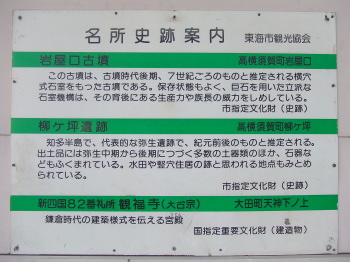 名所史跡案内 東海市観光協会
岩屋口古墳 高横須賀町岩屋口
この古墳は、古墳時代後期、7世紀ごろのものと推定される横穴
式石室をもった古墳である。保存状態もよく、巨石を用いた立派な
石室機構は、その背後にある生産力や族長の威力をしめしている。
市指定文化財（史跡）
柳ケ坪遺跡 高横須賀町柳ケ坪
知多半島で、代表的な弥生遺跡で、紀元前後のものと推定される。
出土品には弥生中期から後期につづく多数の土器類のほか、石器な
どもふくまれている。水田や竪穴住居の跡と思われる地点もみとめ
られている。
市指定文化財（史跡）
新四国82番札所 観福寺（大古宗） 大田町天神下ノ上
鎌倉時代の建築様式を伝える宮殿
国指定重要文化財（建造物）